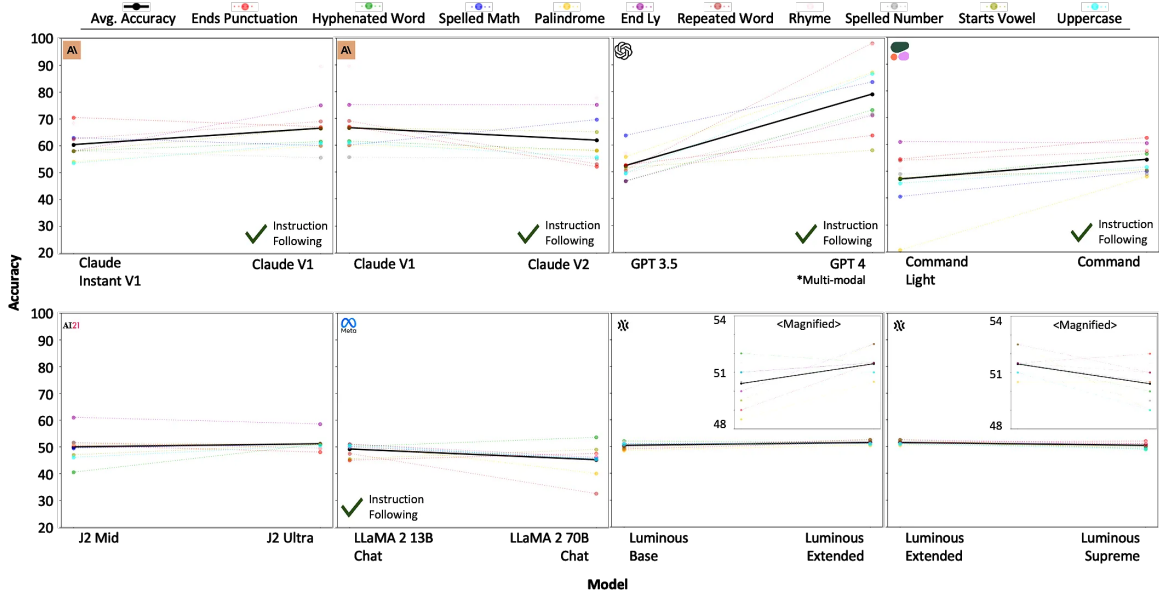 Avg. Accuracy Ends Punctuation Hyphenated Word Spelled Math Palindrome End Ly Repeated Word Rhyme Spelled Number Starts Vowel Uppercase
Accuracy
100
90
80
70
60
50
40
30
20
A\
Instruction
Following
Claude
Instant V1
Claude V1
A\
Instruction
Following
Claude V1
Claude V2
Instruction
Following
GPT 3.5
GPT 4
*Multi-modal
Instruction
Following
Command
Light
Command
100
90
80
70
60
50
40
30
20
AI21
J2 Mid
J2 Ultra
Meta
Instruction
Following
LLaMA 2 13B
Chat
LLaMA 2 70B
Chat
54
51
48
<Magnified>
Luminous
Base
Luminous
Extended
54
51
48
<Magnified>
Luminous
Extended
Luminous
Supreme
Model